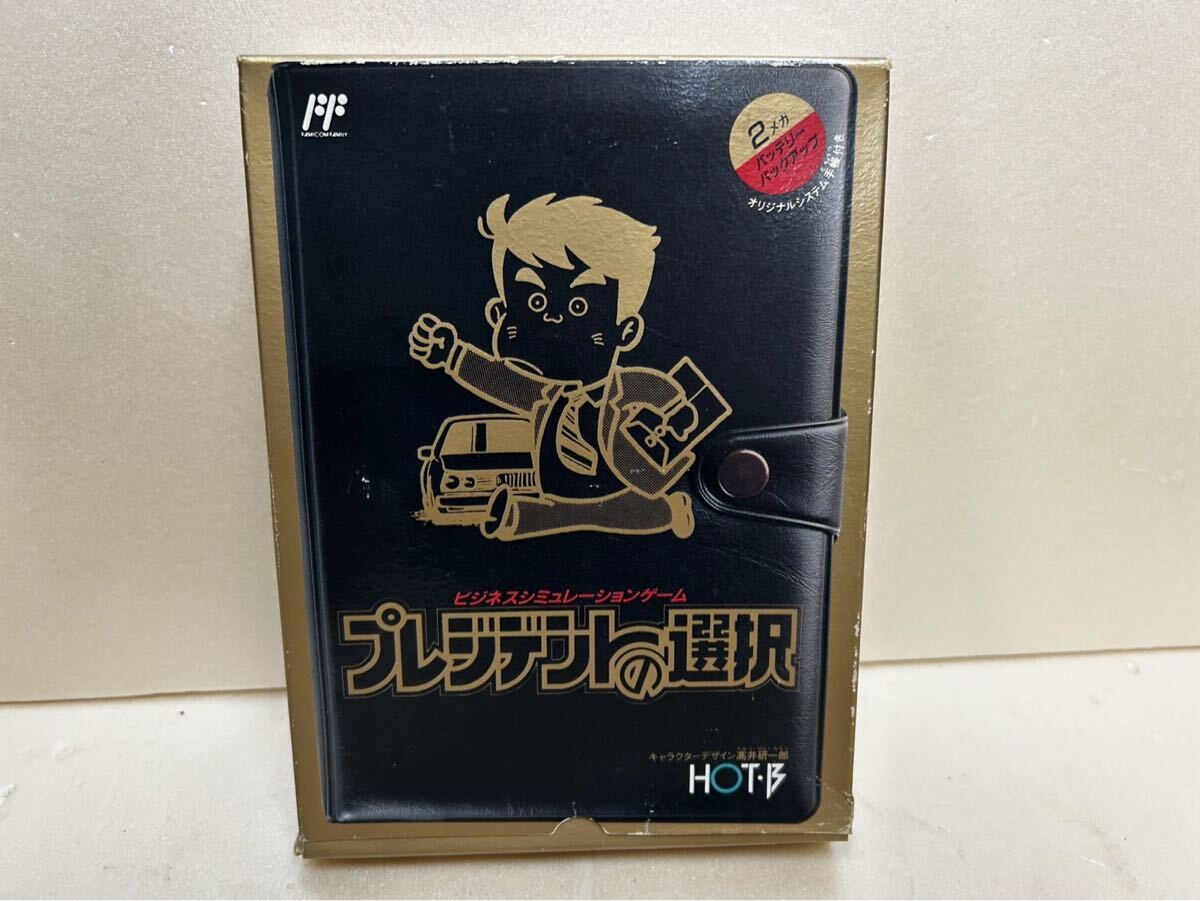 FAMICOM FAMILY
2メガ
バッテリー
バックアップ
オリジナルシステム手帳付き
ビジネスシミュレーションゲーム
プレジデントの選択
キャラクターデザイン高井研一郎
HOT・B